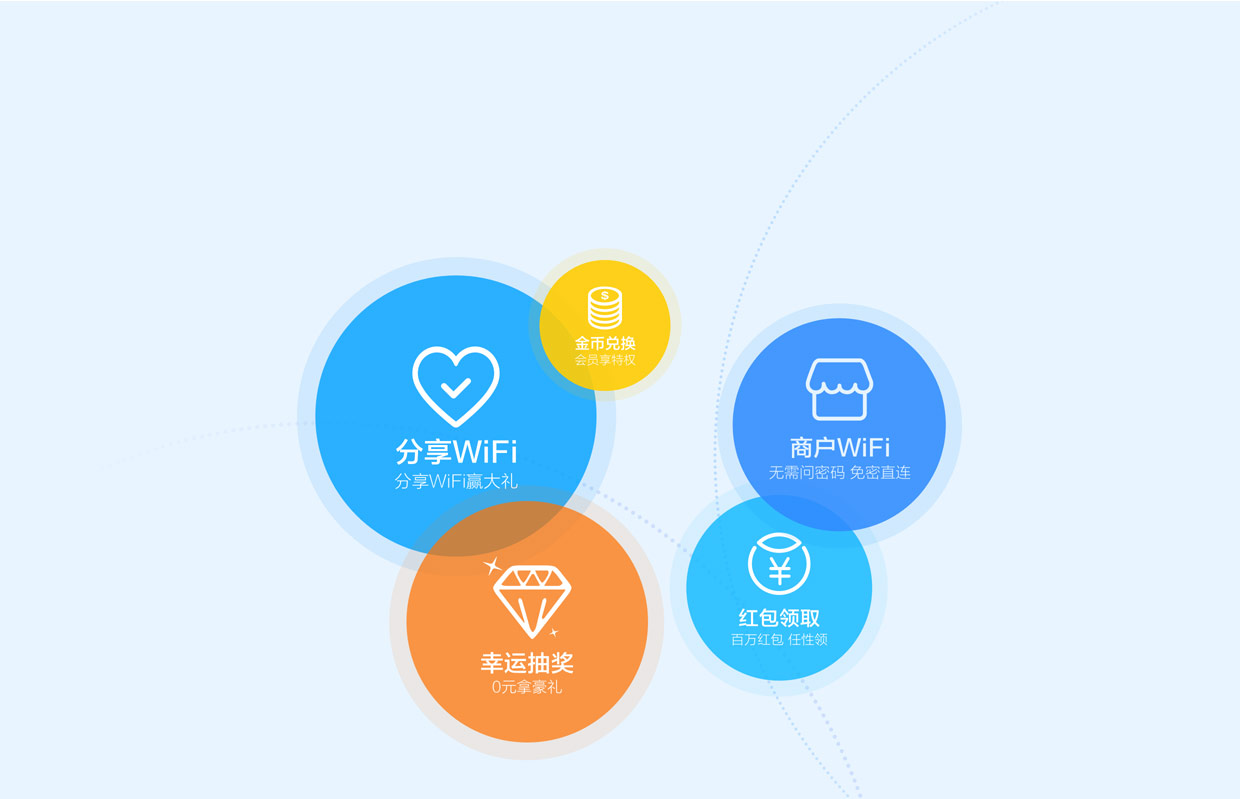 金币兑换
会员享特权
分享WiFi
分享WiFi赢大礼
商户WiFi
无需问密码 免密直连
红包领取
百万红包 任性领
幸运抽奖
0元拿豪礼